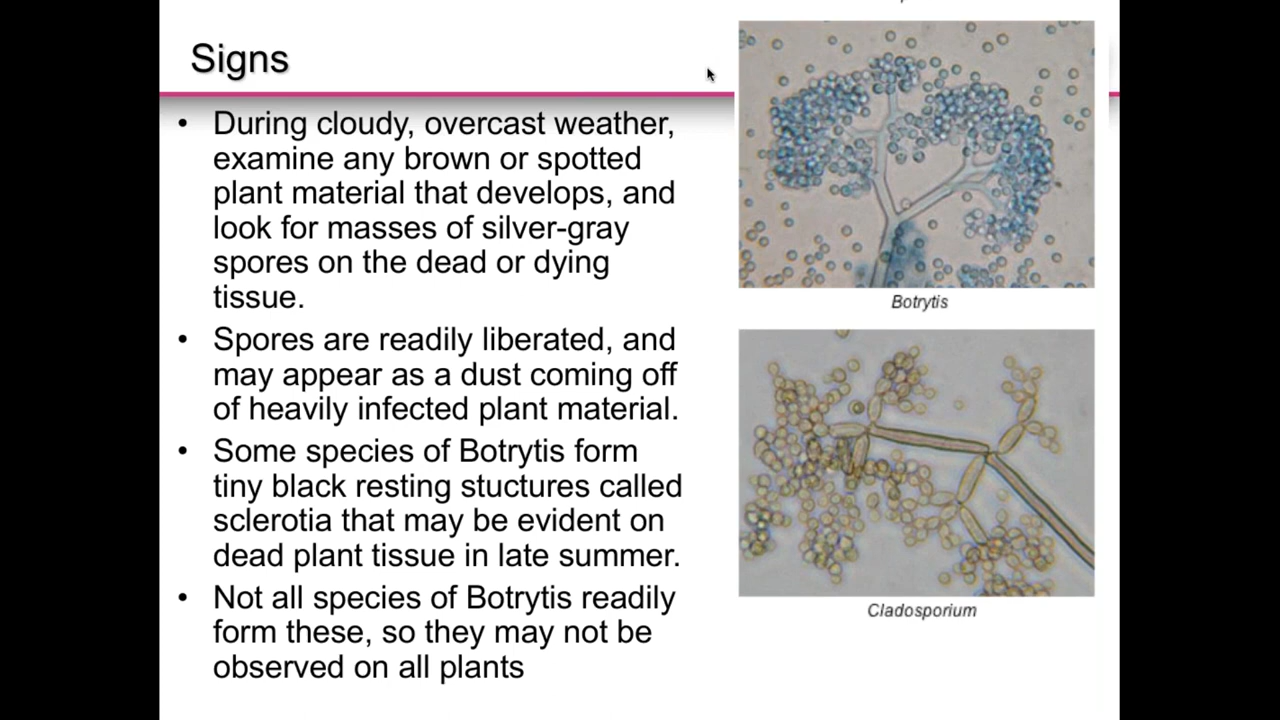 Signs
• During cloudy, overcast weather,
examine any brown or spotted
plant material that develops, and
look for masses of silver-gray
spores on the dead or dying
tissue.
• Spores are readily liberated, and
may appear as a dust coming off
of heavily infected plant material.
• Some species of Botrytis form
tiny black resting stuctures called
sclerotia that may be evident on
dead plant tissue in late summer.
• Not all species of Botrytis readily
form these, so they may not be
observed on all plants
Botrytis
Cladosporium